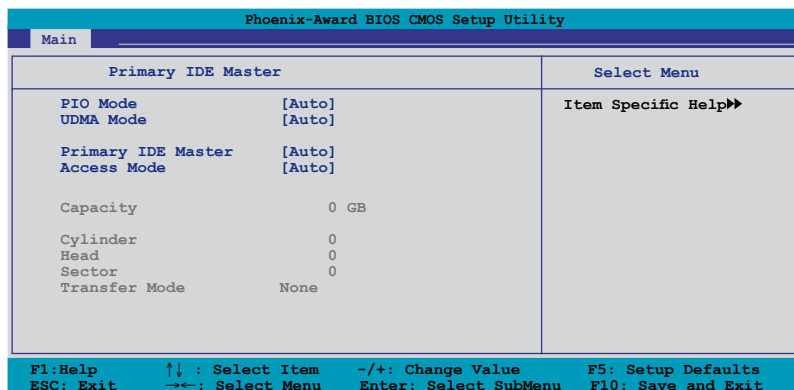 Phoenix-Award BIOS CMOS Setup Utility
Main
Primary IDE Master Select Menu
PIO Mode [Auto] Item Specific Help▶▶
UDMA Mode [Auto]
Primary IDE Master [Auto]
Access Mode [Auto]
Capacity 0 GB
Cylinder 0
Head 0
Sector 0
Transfer Mode None
F1:Help ↑↓ : Select Item -/+: Change Value F5: Setup Defaults
ESC: Exit →←: Select Menu Enter: Select SubMenu F10: Save and Exit